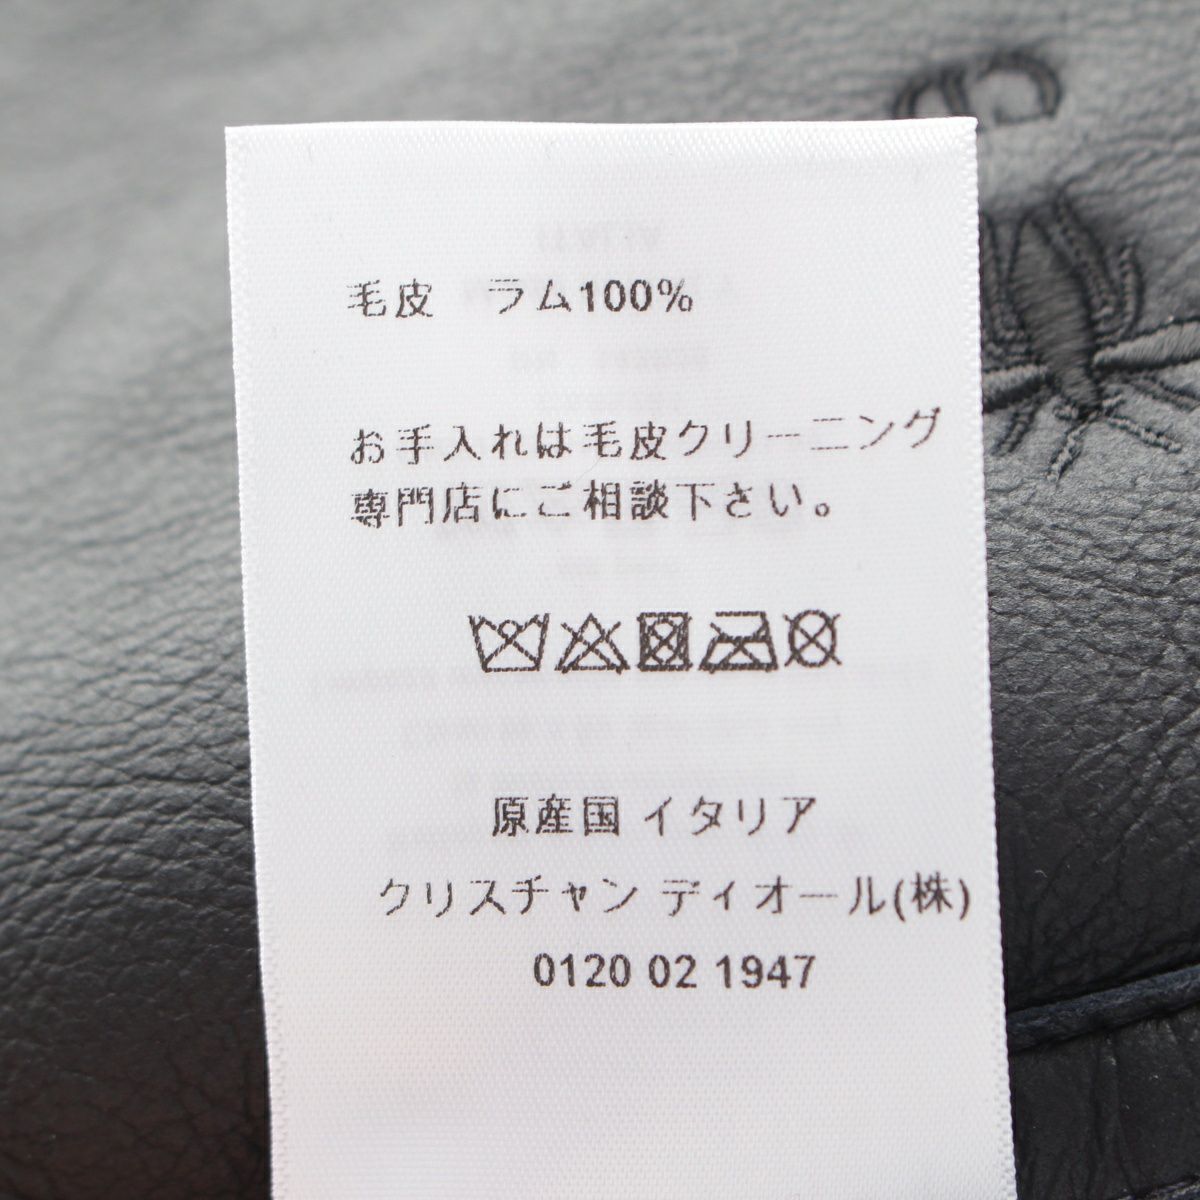 毛皮　ラム100%
お手入れは毛皮クリーニング
専門店にご相談下さい。
原産国 イタリア
クリスチャン ディオール(株)
0120 02 1947